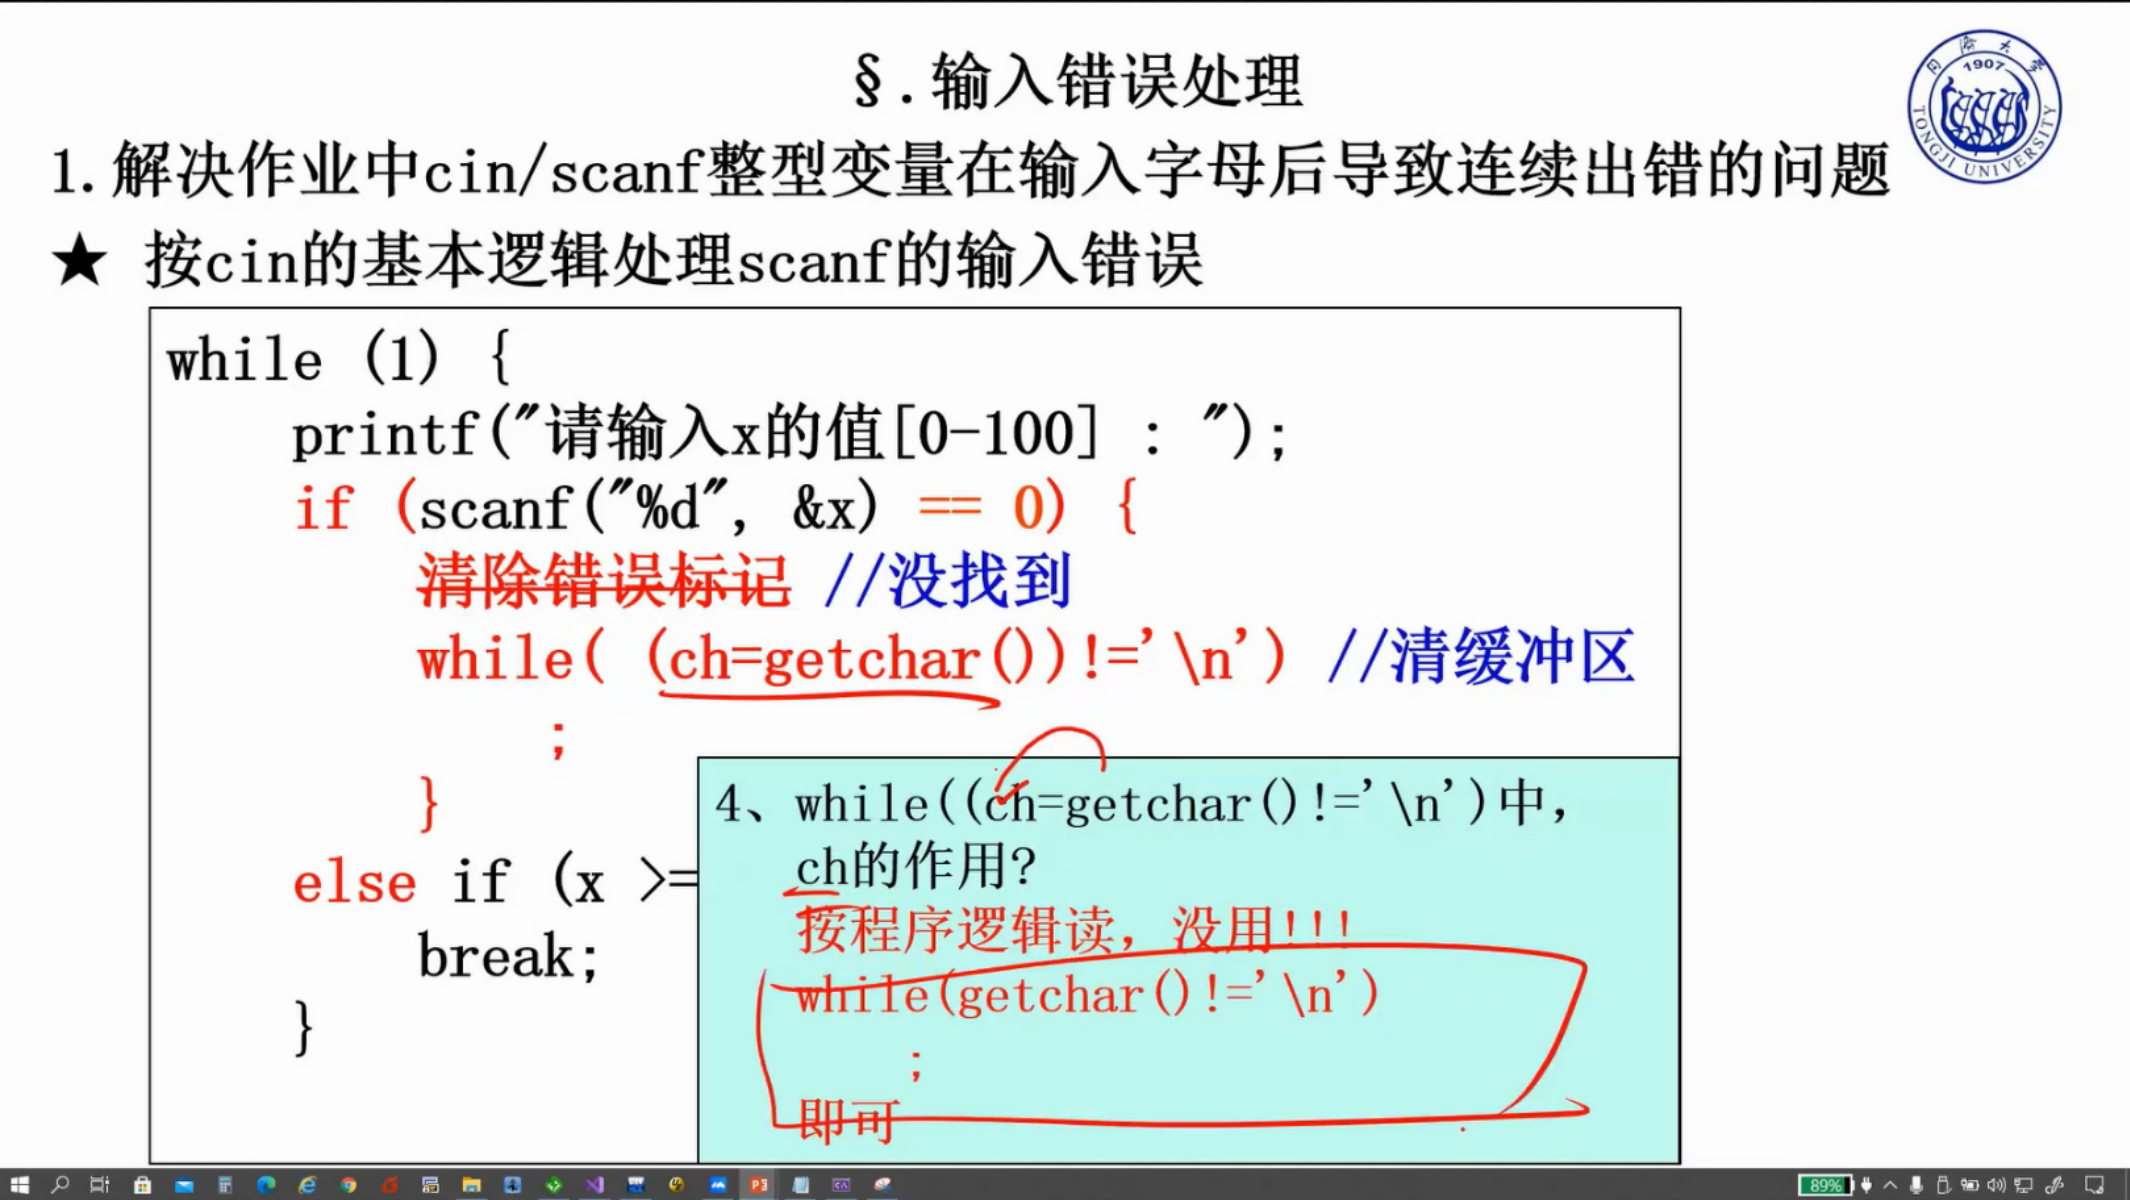 §.输入错误处理
同济大学
1907
TONGJI UNIVERSITY
1.解决作业中cin/scanf整型变量在输入字母后导致连续出错的问题
★ 按cin的基本逻辑处理scanf的输入错误
while (1) {
printf("请输入x的值[0-100] : ");
if (scanf("%d", &x) == 0) {
清除错误标记 //没找到
while( (ch=getchar())!='\n') //清缓冲区
;
}
else if (x >=
break;
}
4、while((ch=getchar()!='\n')中,
ch的作用?
按程序逻辑读，没用!!!
while(getchar()!='\n')
;
即可
89%